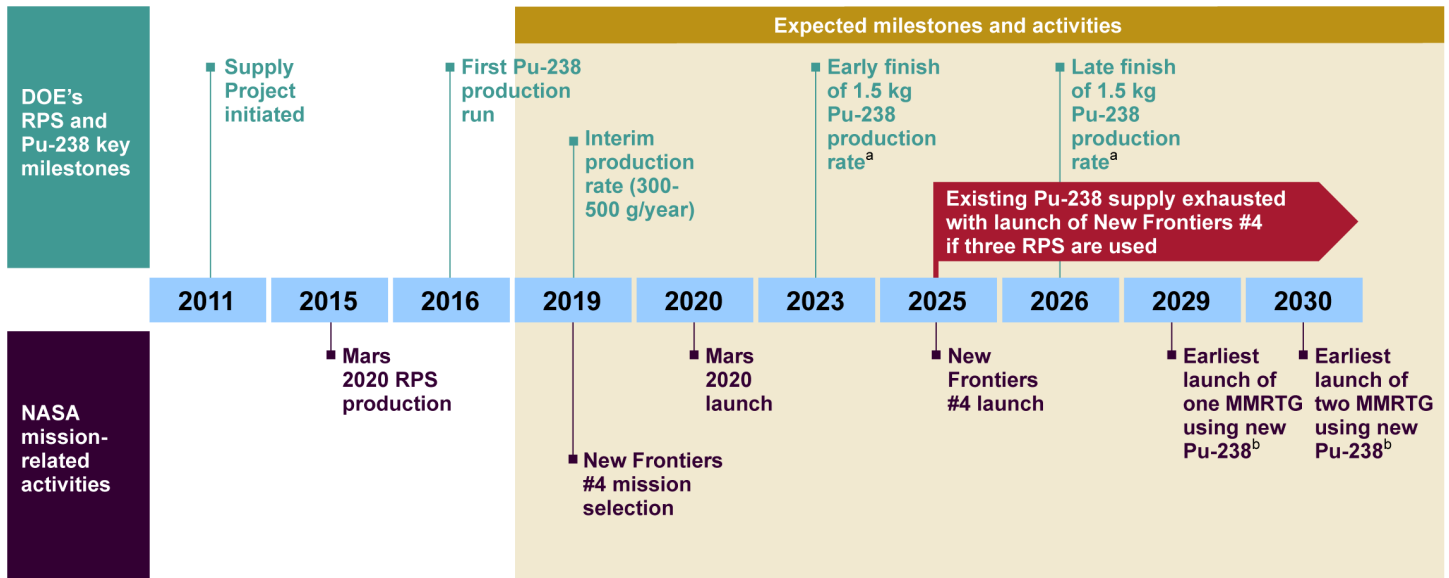 Expected milestones and activities
DOE's
RPS and
Pu-238 key
milestones
Supply
Project
initiated
First Pu-238
production
run
Interim
production
rate (300-
500 g/year)
Early finish
of 1.5 kg
Pu-238
production
rateᵃ
Late finish
of 1.5 kg
Pu-238
production
rateᵃ
Existing Pu-238 supply exhausted
with launch of New Frontiers #4
if three RPS are used
2011 2015 2016 2019 2020 2023 2025 2026 2029 2030
NASA
mission-
related
activities
Mars
2020 RPS
production
New Frontiers
#4 mission
selection
Mars
2020
launch
New
Frontiers
#4 launch
Earliest
launch of
one MMRTG
using new
Pu-238ᵇ
Earliest
launch of
two MMRTG
using new
Pu-238ᵇ